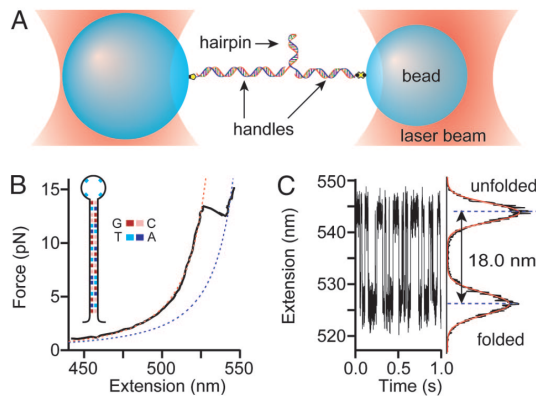 A
hairpin
handles
bead
laser beam
B
Force (pN)
15
10
5
0
G C
T A
450 500 550
Extension (nm)
C
Extension (nm)
550
540
530
520
unfolded
18.0 nm
folded
0.0 0.5 1.0
Time (s)